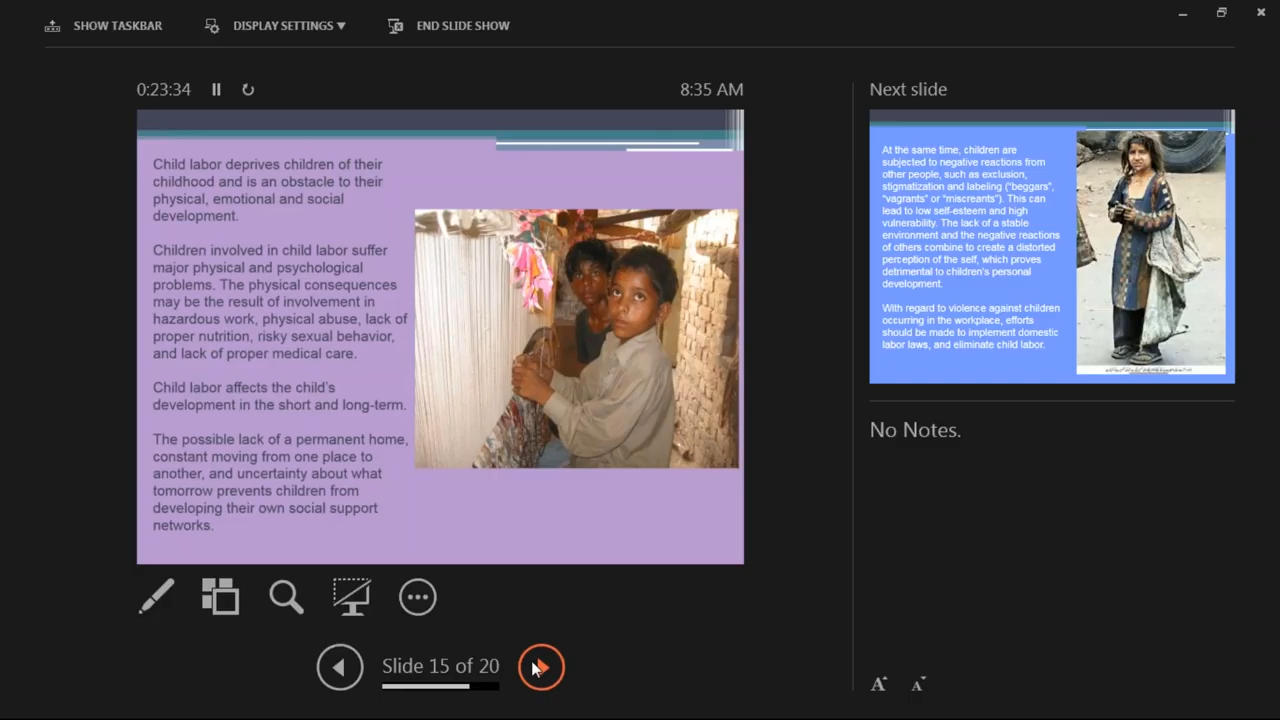 SHOW TASKBAR
DISPLAY SETTINGS
END SLIDE SHOW
0:23:34
8:35 AM
Child labor deprives children of their
childhood and is an obstacle to their
physical, emotional and social
development.
Children involved in child labor suffer
major physical and psychological
problems. The physical consequences
may be the result of involvement in
hazardous work, physical abuse, lack of
proper nutrition, risky sexual behavior,
and lack of proper medical care.
Child labor affects the child's
development in the short and long-term.
The possible lack of a permanent home,
constant moving from one place to
another, and uncertainty about what
tomorrow prevents children from
developing their own social support
networks.
Slide 15 of 20
Next slide
At the same time, children are
subjected to negative reactions from
other people, such as exclusion,
stigmatization and labeling ("beggars",
"vagrants" or "miscreants"). This can
lead to low self-esteem and high
vulnerability. The lack of a stable
environment and the negative reactions
of others combine to create a distorted
perception of the self, which proves
detrimental to children's personal
development.
With regard to violence against children
occurring in the workplace, efforts
should be made to implement domestic
labor laws, and eliminate child labor.
No Notes.
A A